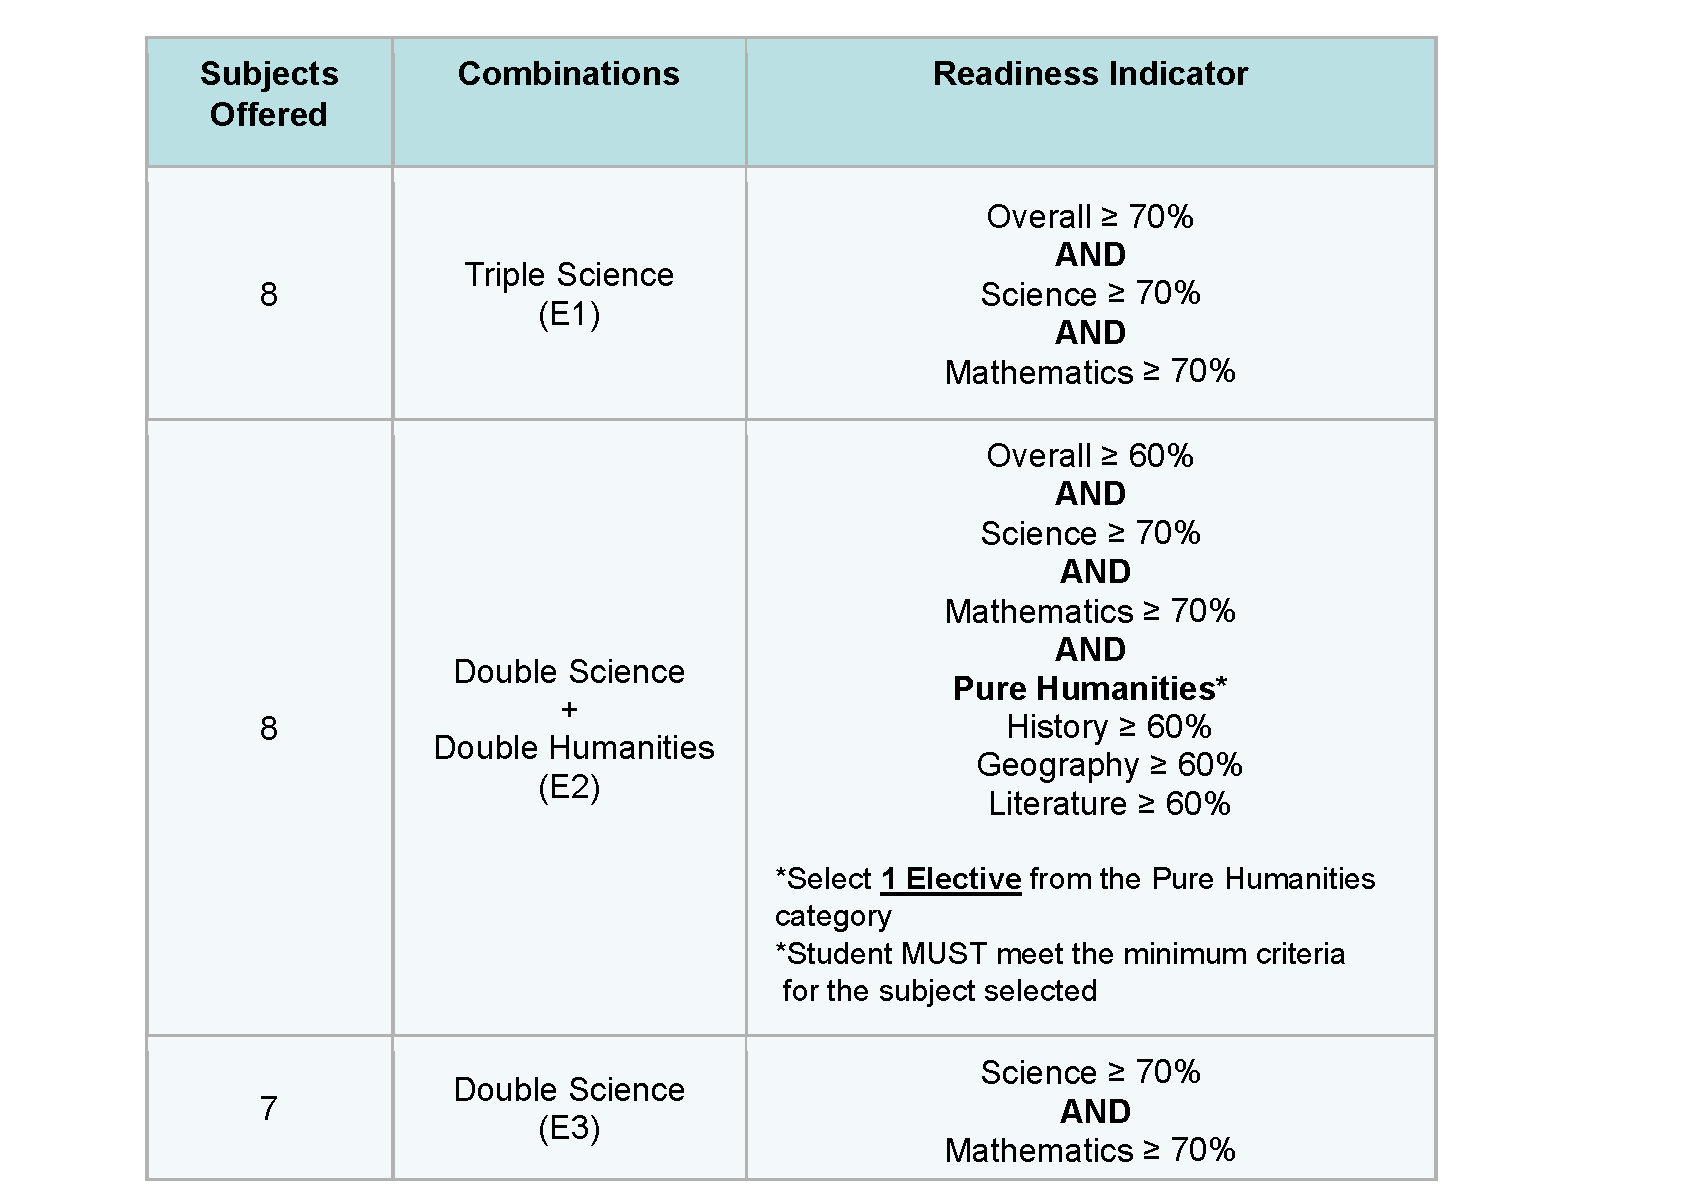 Subjects
Offered
Combinations
Readiness Indicator
8
Triple Science
(E1)
Overall ≥ 70%
AND
Science ≥ 70%
AND
Mathematics ≥ 70%
8
Double Science
+
Double Humanities
(E2)
Overall ≥ 60%
AND
Science ≥ 70%
AND
Mathematics ≥ 70%
AND
Pure Humanities*
History ≥ 60%
Geography ≥ 60%
Literature ≥ 60%
*Select 1 Elective from the Pure Humanities
category
*Student MUST meet the minimum criteria
for the subject selected
7
Double Science
(E3)
Science ≥ 70%
AND
Mathematics ≥ 70%